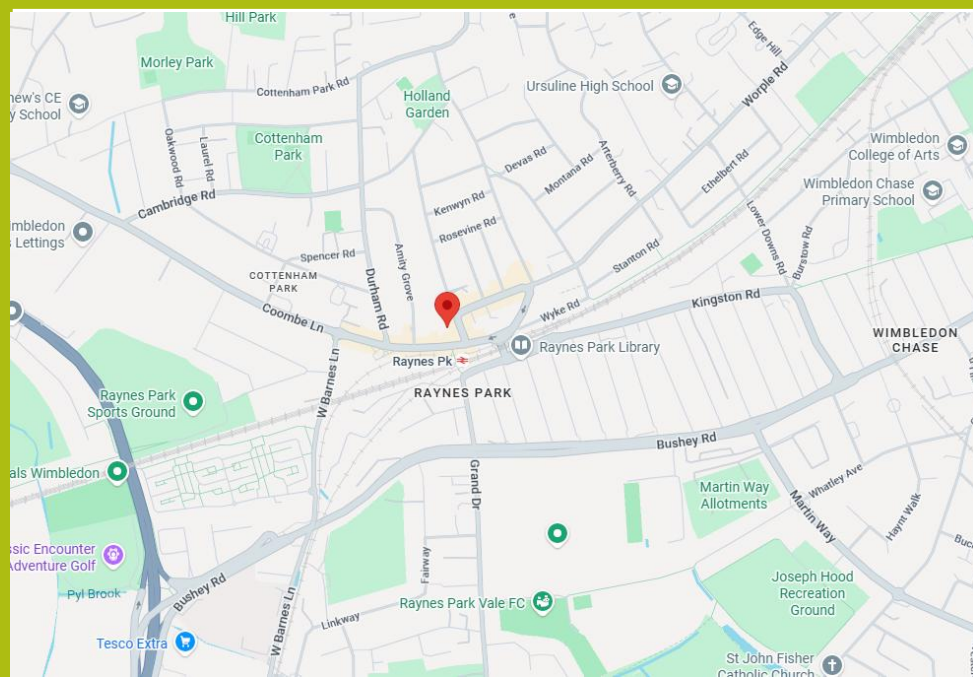 Hill Park
Morley Park
Cottenham Park Rd
Holland
Garden
Ursuline High School
Edge Hill
Worple Rd
new's CE
y School
Oakwood Rd
Laurel Rd
Cottenham
Park
Devas Rd
Montana Rd
Arterberry Rd
Ethelbert Rd
Wimbledon
College of Arts
Wimbledon Chase
Primary School
Cambridge Rd
Kenwyn Rd
Rosevine Rd
Lower Downs Rd
Burstow Rd
imbledon
s Lettings
Spencer Rd
Amity Grove
Stanton Rd
COTTENHAM
PARK
Durham Rd
Coombe Ln
Wyke Rd
Kingston Rd
WIMBLEDON
CHASE
Raynes Park Library
Raynes Pk
RAYNES PARK
W Barnes Ln
Raynes Park
Sports Ground
Bushey Rd
als Wimbledon
Grand Dr
Martin Way
Allotments
Whatley Ave
Haynt Walk
Martin Way
ssic Encounter
Adventure Golf
Pyl Brook
Bushey Rd
Fairway
Raynes Park Vale FC
Joseph Hood
Recreation
Ground
Linkway
W Barnes Ln
Tesco Extra
St John Fisher
Catholic Church